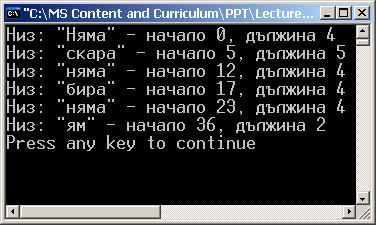 "C:\MS Content and Curriculum\PPT\Lecture...
Низ: "Няма" - начало 0, дължина 4
Низ: "скара" - начало 5, дължина 5
Низ: "няма" - начало 12, дължина 4
Низ: "бира" - начало 17, дължина 4
Низ: "няма" - начало 23, дължина 4
Низ: "ям" - начало 36, дължина 2
Press any key to continue